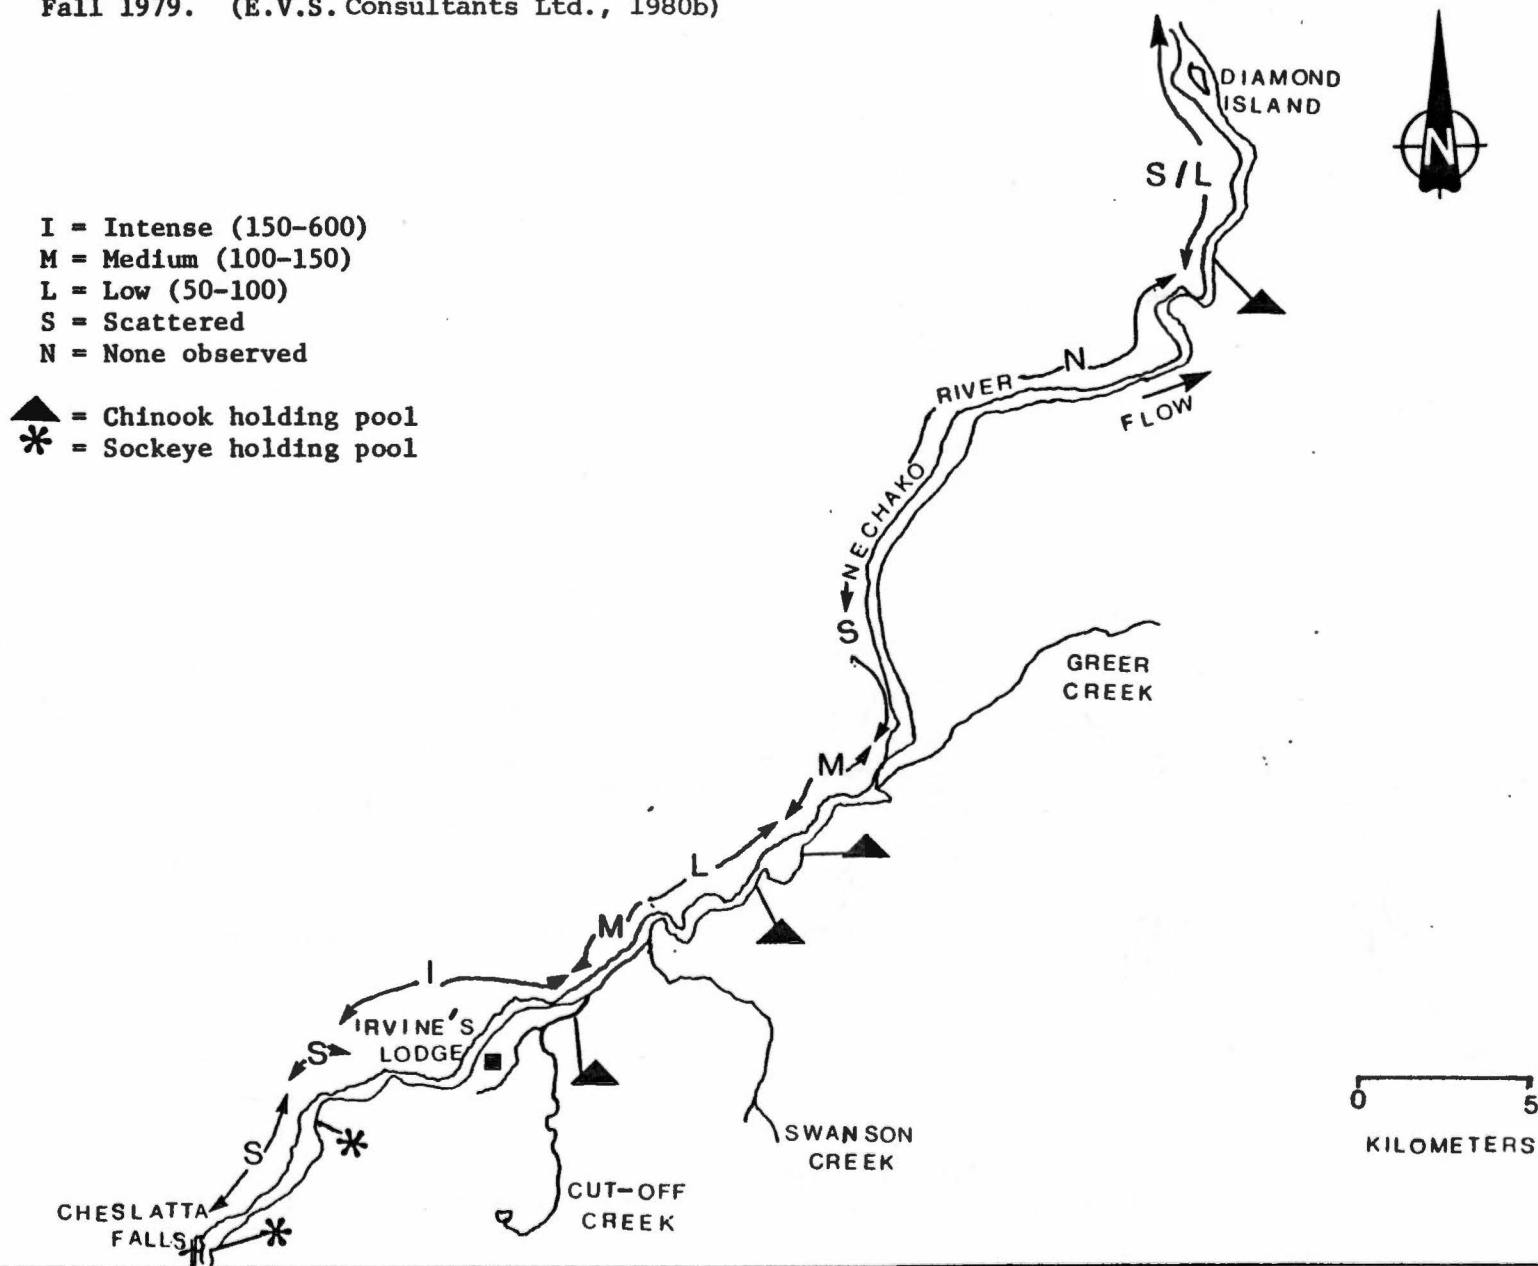 Fall 1979. (E.V.S. Consultants Ltd., 1980b)
I = Intense (150-600)
M = Medium (100-150)
L = Low (50-100)
S = Scattered
N = None observed
▲ = Chinook holding pool
* = Sockeye holding pool
DIAMOND
ISLAND
N
S/L
N
RIVER
FLOW
NECHAKO
S
GREER
CREEK
M
L
M
I
IRVINE'S
LODGE
S
S
SWANSON
CREEK
CUT-OFF
CREEK
CHESLATTA
FALLS
0 5
KILOMETERS